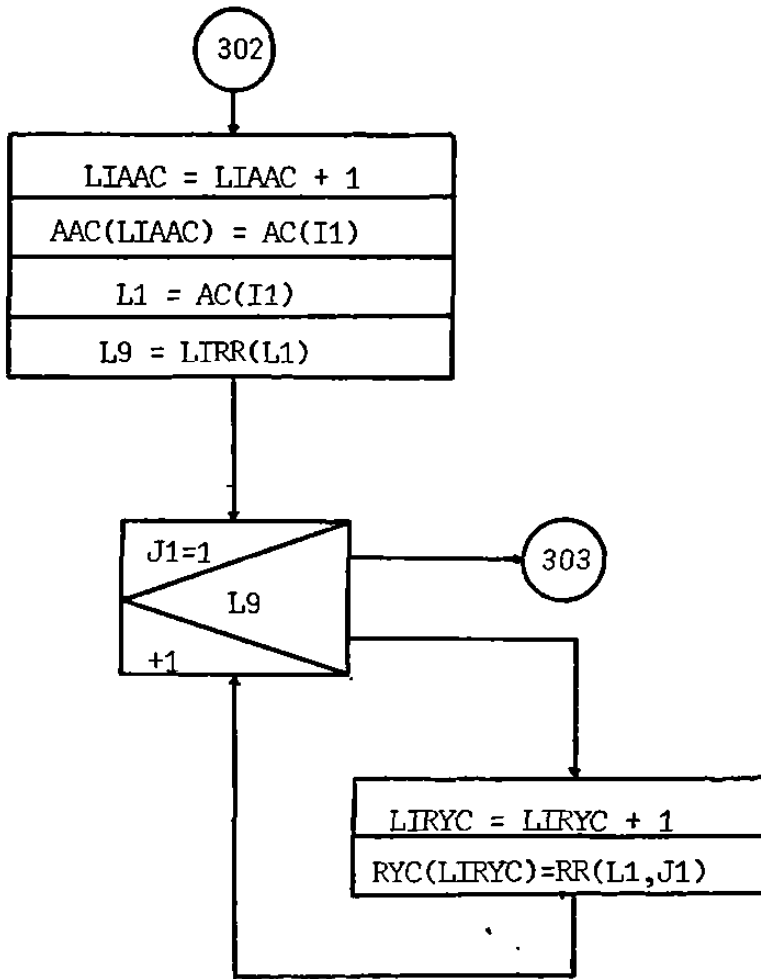 302
LIAAC = LIAAC + 1
AAC(LIAAC) = AC(I1)
L1 = AC(I1)
L9 = LIRR(L1)
J1=1
303
L9
+1
LIRYC = LIRYC + 1
RYC(LIRYC)=RR(L1,J1)